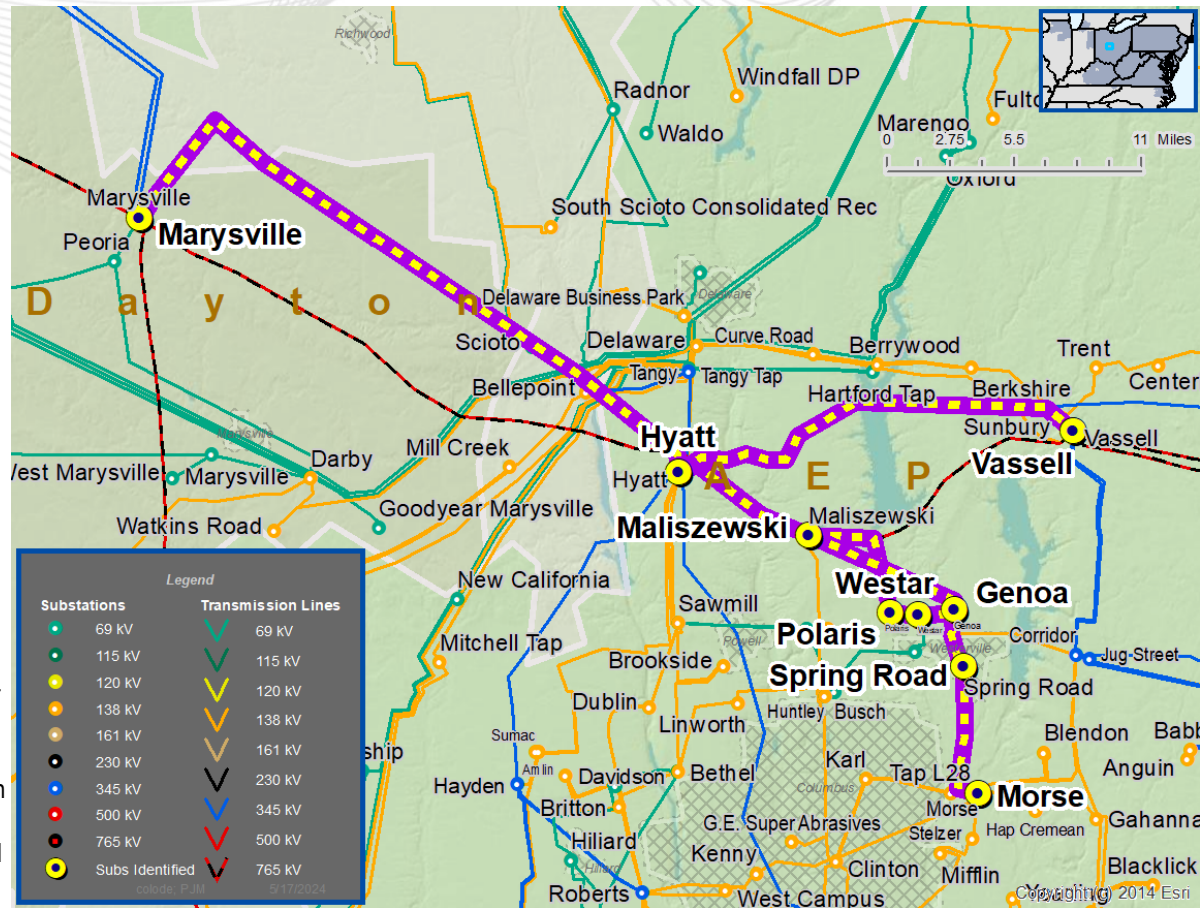 Richwood
Radnor
Windfall DP
Waldo
Marengo
0 2.75 5.5 11 Miles
Oxford
Marysville
Marysville
South Scioto Consolidated Rec
Peoria
D a y t o n
Delaware Business Park
Delaware
Scioto
Delaware
Curve Road
Berrywood
Trent
Tangy
Tangy Tap
Center
Bellepoint
Hartford Tap
Berkshire
Hyatt
Sunbury
Vassell
Mill Creek
Marysville
Darby
Hyatt
A E P
Vassell
West Marysville
Marysville
Goodyear Marysville
Maliszewski
Maliszewski
Watkins Road
Westar
Genoa
New California
Sawmill
Polaris
Westar
Genoa
Polaris
Corridor
Mitchell Tap
Powell
Westerville
Jug Street
Brookside
Spring Road
Spring Road
Dublin
Linworth
Huntley
Busch
Sumac
Blendon
Karl
Anguin
Amlin
Davidson
Bethel
Tap L28
Hayden
Columbus
Morse
Morse
Britton
G.E. Super Abrasives
Stelzer
Hap Cremean
Gahanna
Hilliard
Kenny
Clinton
Mifflin
Blacklick
Hilliard
Roberts
West Campus
Copyright:© 2014 Esri
Legend
Substations Transmission Lines
69 kV 69 kV
115 kV 115 kV
120 kV 120 kV
138 kV 138 kV
161 kV 161 kV
230 kV 230 kV
345 kV 345 kV
500 kV 500 kV
765 kV 765 kV
Subs Identified
colode; PJM 5/17/2024